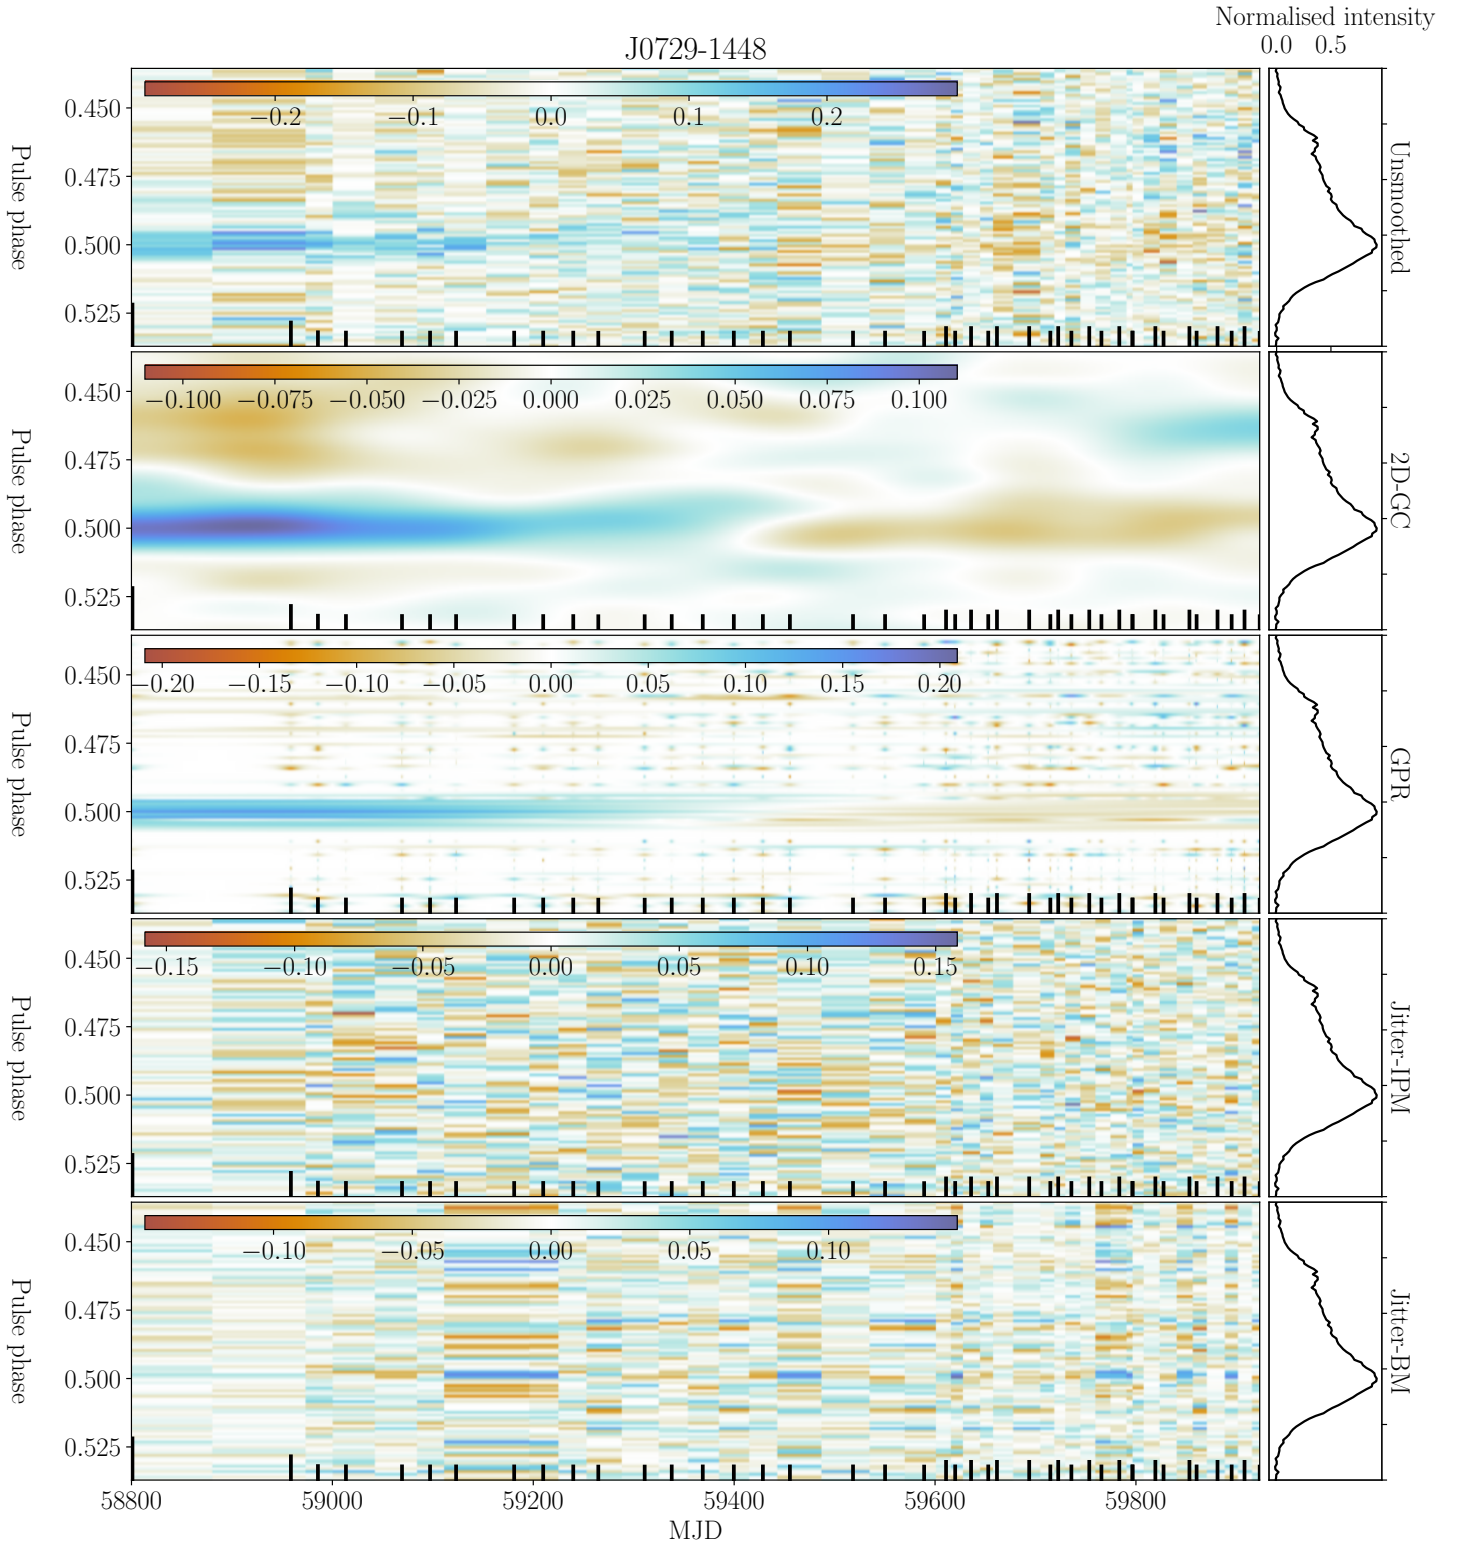 Normalised intensity
0.0 0.5
J0729-1448
−0.2 −0.1 0.0 0.1 0.2
0.450
0.475
0.500
0.525
Pulse phase
Unsmoothed
−0.100 −0.075 −0.050 −0.025 0.000 0.025 0.050 0.075 0.100
0.450
0.475
0.500
0.525
Pulse phase
2D-GC
−0.20 −0.15 −0.10 −0.05 0.00 0.05 0.10 0.15 0.20
0.450
0.475
0.500
0.525
Pulse phase
GPR
−0.15 −0.10 −0.05 0.00 0.05 0.10 0.15
0.450
0.475
0.500
0.525
Pulse phase
Jitter-IPM
−0.10 −0.05 0.00 0.05 0.10
0.450
0.475
0.500
0.525
Pulse phase
Jitter-BM
58800 59000 59200 59400 59600 59800
MJD